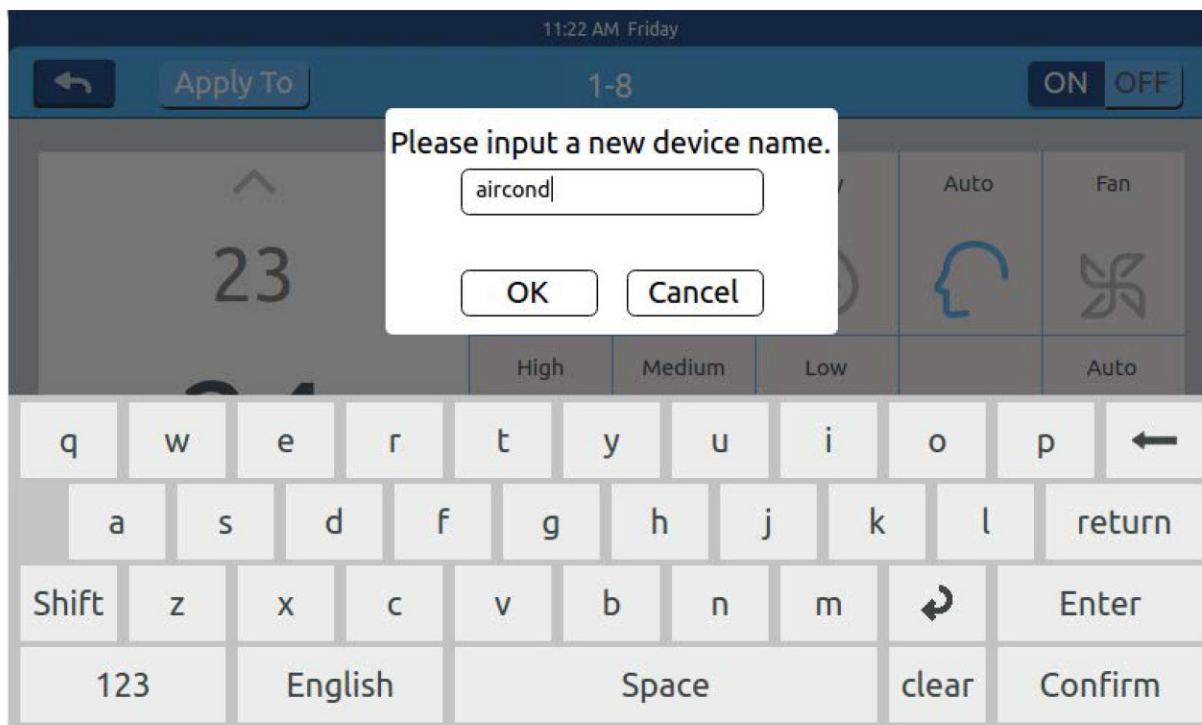 11:22 AM Friday
Apply To
1-8
ON OFF
Please input a new device name.
aircond
OK Cancel
Auto Fan
23
High Medium Low Auto
q w e r t y u i o p
a s d f g h j k l return
Shift z x c v b n m Enter
123 English Space clear Confirm